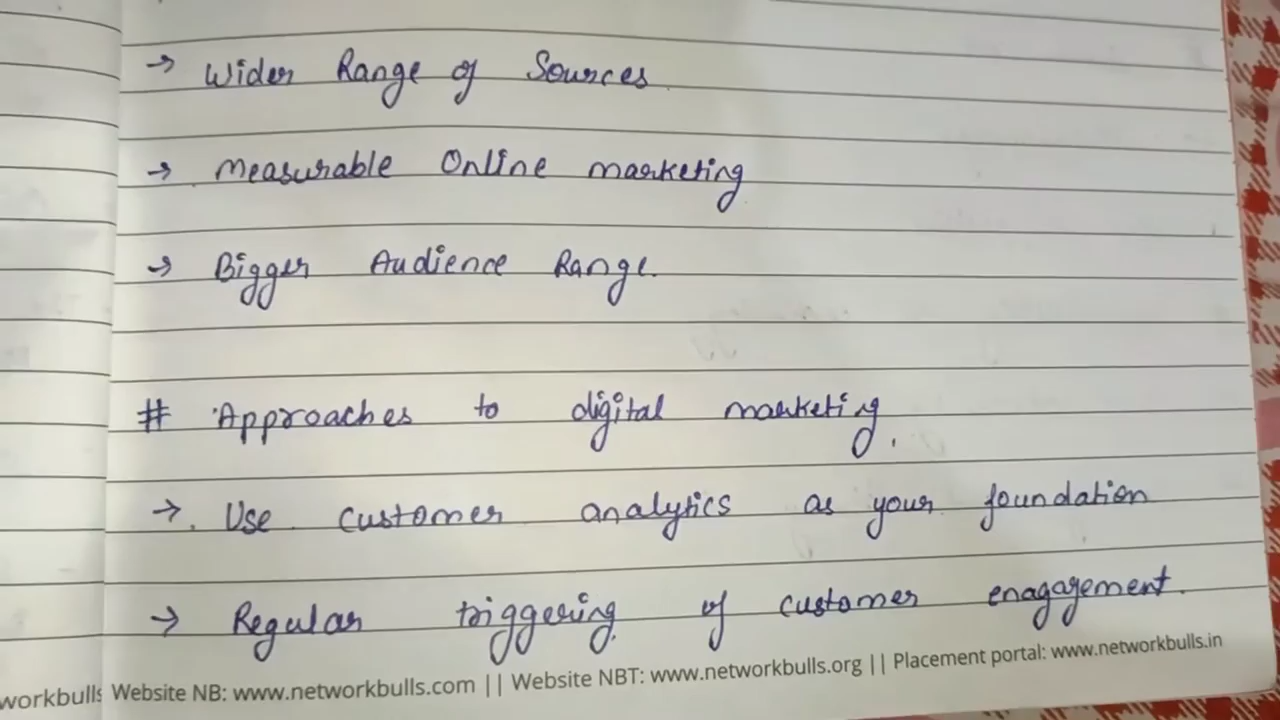 → Wider Range of Sources
→ Measurable Online marketing
→ Bigger Audience Range.
# Approaches to digital marketing.
→ Use customer analytics as your foundation
→ Regular triggering of customer enagagement.
workbulls Website NB: www.networkbulls.com || Website NBT: www.networkbulls.org || Placement portal: www.networkbulls.in